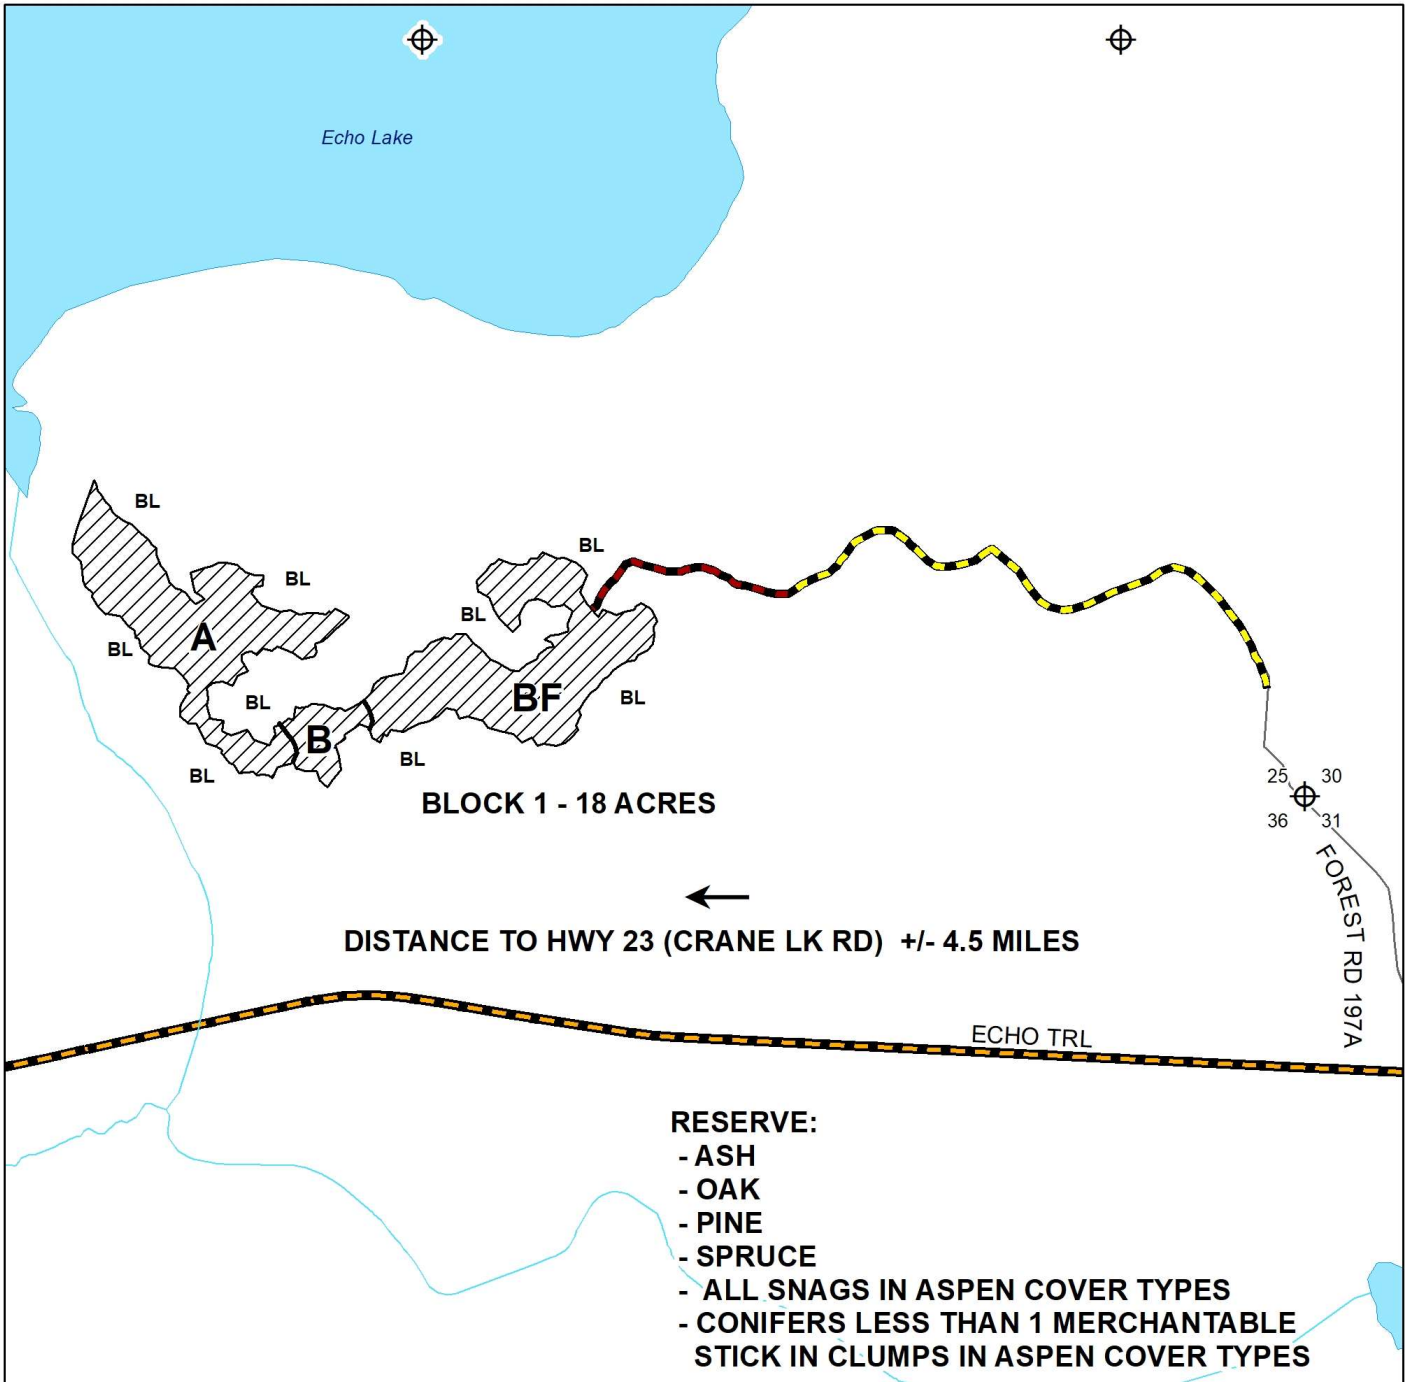 Echo Lake
BL
BL
BL
BL
BL
A
BL
BL
BF
BL
B
BL
BL
25 30
36 31
BLOCK 1 - 18 ACRES
FOREST RD 197A
DISTANCE TO HWY 23 (CRANE LK RD) +/- 4.5 MILES
ECHO TRL
RESERVE:
- ASH
- OAK
- PINE
- SPRUCE
- ALL SNAGS IN ASPEN COVER TYPES
- CONIFERS LESS THAN 1 MERCHANTABLE
STICK IN CLUMPS IN ASPEN COVER TYPES